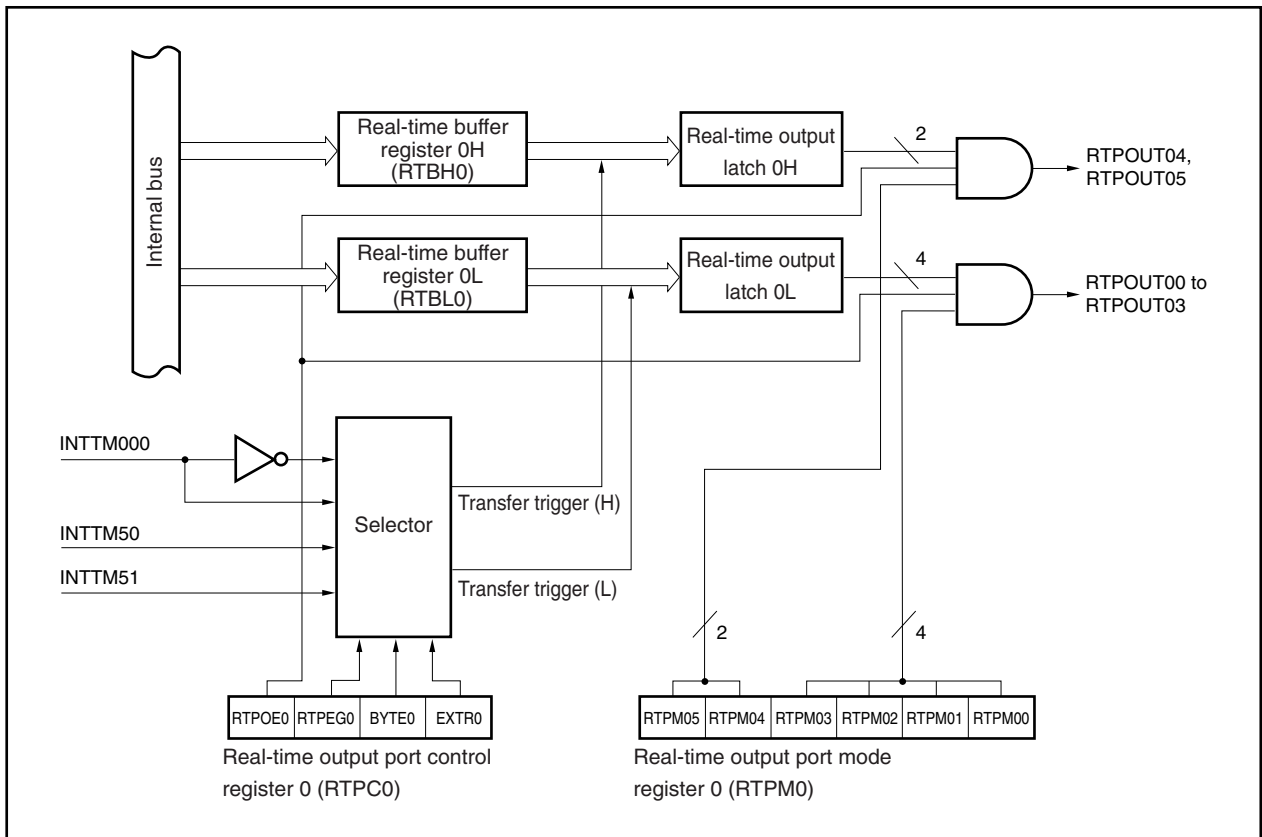 Internal bus
Real-time buffer
register 0H
(RTBH0)
Real-time output
latch 0H
2
RTPOUT04,
RTPOUT05
Real-time buffer
register 0L
(RTBL0)
Real-time output
latch 0L
4
RTPOUT00 to
RTPOUT03
INTTM000
INTTM50
INTTM51
Selector
Transfer trigger (H)
Transfer trigger (L)
2
4
RTPOE0 RTPEG0 BYTE0 EXTR0
Real-time output port control
register 0 (RTPC0)
RTPM05 RTPM04 RTPM03 RTPM02 RTPM01 RTPM00
Real-time output port mode
register 0 (RTPM0)